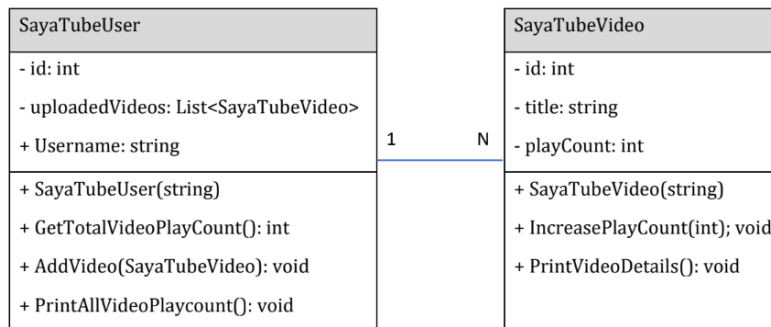 SayaTubeUser
- id: int
- uploadedVideos: List<SayaTubeVideo>
+ Username: string
+ SayaTubeUser(string)
+ GetTotalVideoPlayCount(): int
+ AddVideo(SayaTubeVideo): void
+ PrintAllVideoPlaycount(): void
1
N
SayaTubeVideo
- id: int
- title: string
- playCount: int
+ SayaTubeVideo(string)
+ IncreasePlayCount(int); void
+ PrintVideoDetails(): void